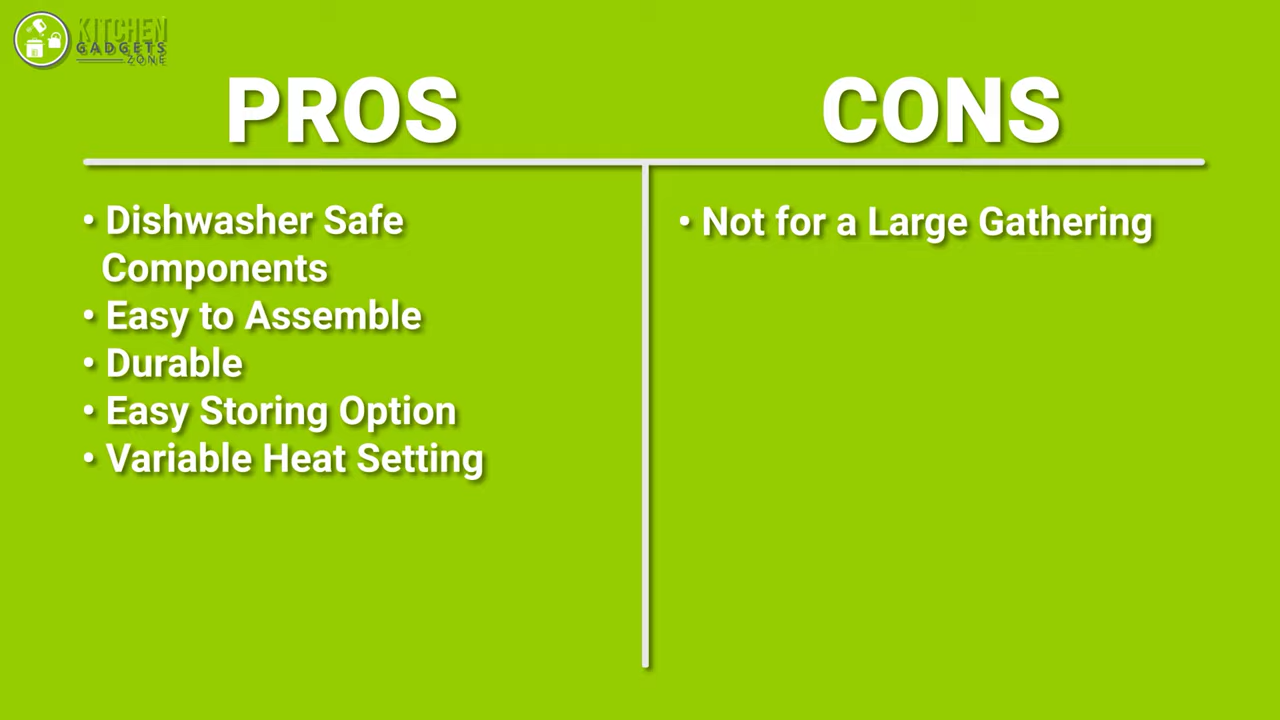 KITCHEN
GADGETS
ZONE
PROS
• Dishwasher Safe
Components
• Easy to Assemble
• Durable
• Easy Storing Option
• Variable Heat Setting
CONS
• Not for a Large Gathering